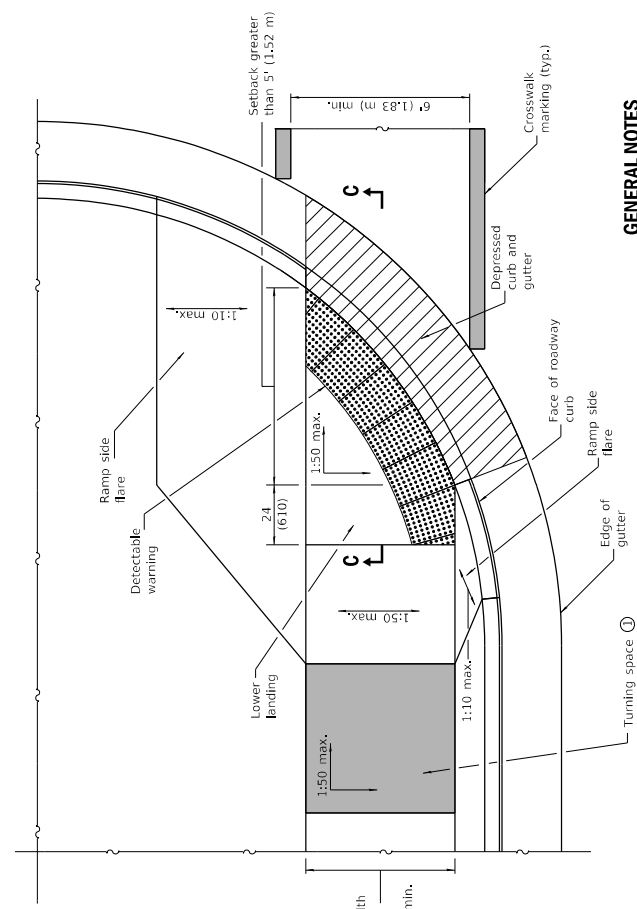 Setback greater
than 5' (1.52 m)
6' (1.83 m) min.
Crosswalk
marking (typ.)
GENERAL NOTES
C
1:10 max.
Depressed
curb and
gutter
Ramp side
flare
1:50 max.
Face of roadway
curb
Detectable
warning
24
(610)
Ramp side
flare
C
1:50 max.
Edge of
gutter
Lower
landing
1:10 max.
1:50 max.
Turning space ①
min.